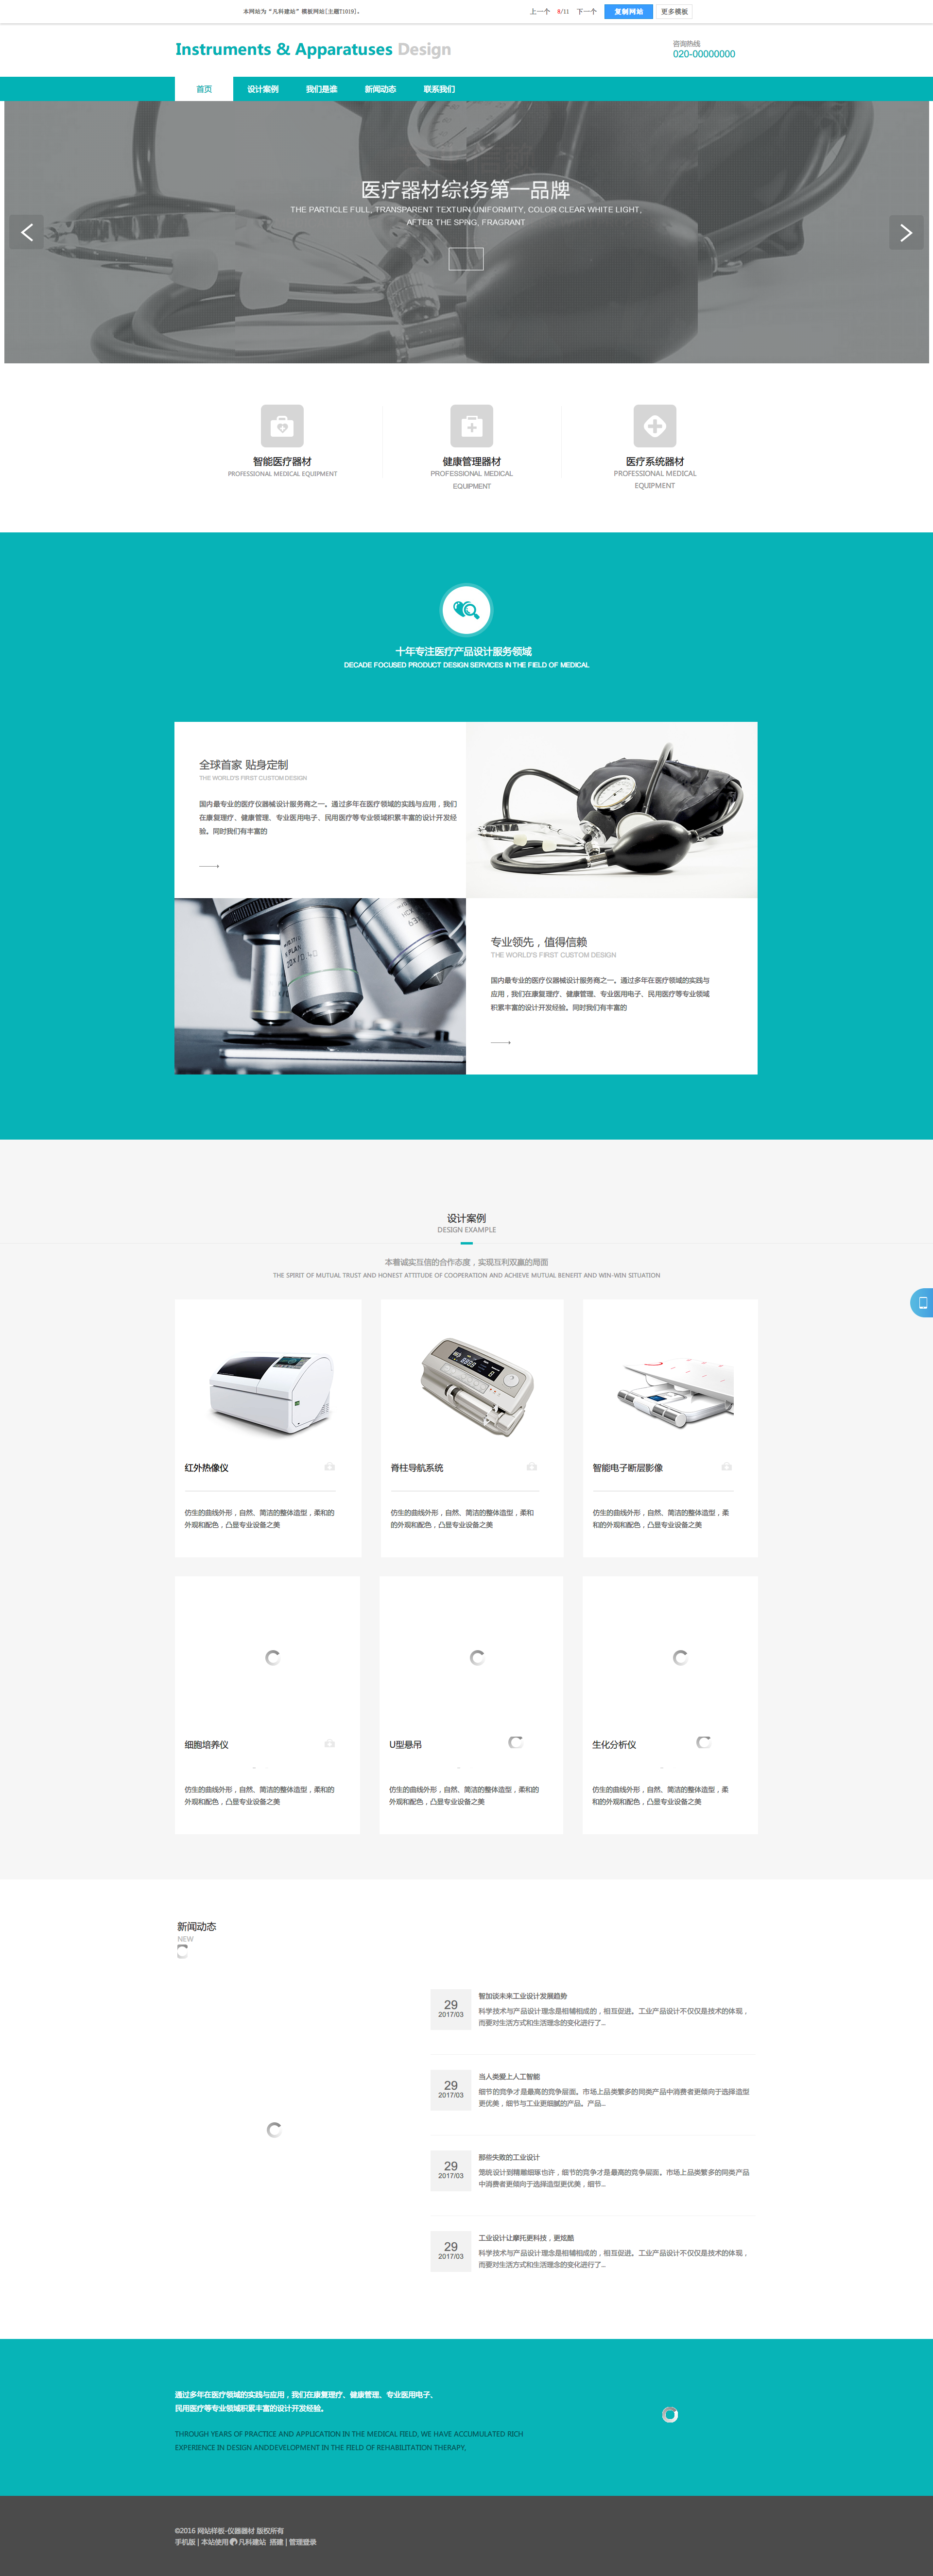 本网站为“凡科建站”模板网站[主题T1019]。
上一个 8/11 下一个 复制网站 更多模板
Instruments & Apparatuses Design
咨询热线
020-00000000
首页 设计案例 我们是谁 新闻动态 联系我们
医疗器材综 务第一品牌
THE PARTICLE FULL, TRANSPARENT TEXTUR UNIFORMITY, COLOR CLEAR WHITE LIGHT,
AFTER THE FRAGRANT
智能医疗器材
PROFESSIONAL MEDICAL EQUIPMENT
健康管理器材
PROFESSIONAL MEDICAL
EQUIPMENT
医疗系统器材
PROFESSIONAL MEDICAL
EQUIPMENT
十年专注医疗产品设计服务领域
DECADE FOCUSED PRODUCT DESIGN SERVICES IN THE FIELD OF MEDICAL
全球首家 贴身定制
THE WORLD'S FIRST CUSTOM DESIGN
国内最专业的医疗仪器械设计服务商之一。通过多年在医疗领域的实践与应用，我们
在康复理疗、健康管理、专业医用电子、民用医疗等专业领域积累丰富的设计开发经
验。同时我们有丰富的
专业领先，值得信赖
THE WORLD'S FIRST CUSTOM DESIGN
国内最专业的医疗仪器械设计服务商之一。通过多年在医疗领域的实践与
应用，我们在康复理疗、健康管理、专业医用电子、民用医疗等专业领域
积累丰富的设计开发经验。同时我们有丰富的
设计案例
DESIGN EXAMPLE
本着诚实互信的合作态度，实现互利双赢的局面
THE SPIRIT OF MUTUAL TRUST AND HONEST ATTITUDE OF COOPERATION AND ACHIEVE MUTUAL BENEFIT AND WIN-WIN SITUATION
红外热像仪
仿生的曲线外形，自然、简洁的整体造型，柔和的
外观和配色，凸显专业设备之美
脊柱导航系统
仿生的曲线外形，自然、简洁的整体造型，柔和
的外观和配色，凸显专业设备之美
智能电子断层影像
仿生的曲线外形，自然、简洁的整体造型，柔
和的外观和配色，凸显专业设备之美
细胞培养仪
仿生的曲线外形，自然、简洁的整体造型，柔和的
外观和配色，凸显专业设备之美
U型悬吊
仿生的曲线外形，自然、简洁的整体造型，柔和的
外观和配色，凸显专业设备之美
生化分析仪
仿生的曲线外形，自然、简洁的整体造型，柔
和的外观和配色，凸显专业设备之美
新闻动态
NEW
29
2017/03
智加谈未来工业设计发展趋势
科学技术与产品设计理念是相辅相成的，相互促进。工业产品设计不仅仅是技术的体现，
而要对生活方式和生活理念的变化进行了...
29
2017/03
当人类爱上人工智能
细节的竞争才是最高的竞争层面。市场上品类繁多的同类产品中消费者更倾向于选择造型
更优美，细节与工业更细腻的产品。产品...
29
2017/03
那些失败的工业设计
笼统设计到精雕细琢也许，细节的竞争才是最高的竞争层面。市场上品类繁多的同类产品
中消费者更倾向于选择造型更优美，细节...
29
2017/03
工业设计让摩托更科技，更炫酷
科学技术与产品设计理念是相辅相成的，相互促进。工业产品设计不仅仅是技术的体现，
而要对生活方式和生活理念的变化进行了...
通过多年在医疗领域的实践与应用，我们在康复理疗、健康管理、专业医用电子、
民用医疗等专业领域积累丰富的设计开发经验。
THROUGH YEARS OF PRACTICE AND APPLICATION IN THE MEDICAL FIELD, WE HAVE ACCUMULATED RICH
EXPERIENCE IN DESIGN ANDDEVELOPMENT IN THE FIELD OF REHABILITATION THERAPY,
©2016 网站样板-仪器器材 版权所有
手机版 | 本站使用 凡科建站 搭建 | 管理登录